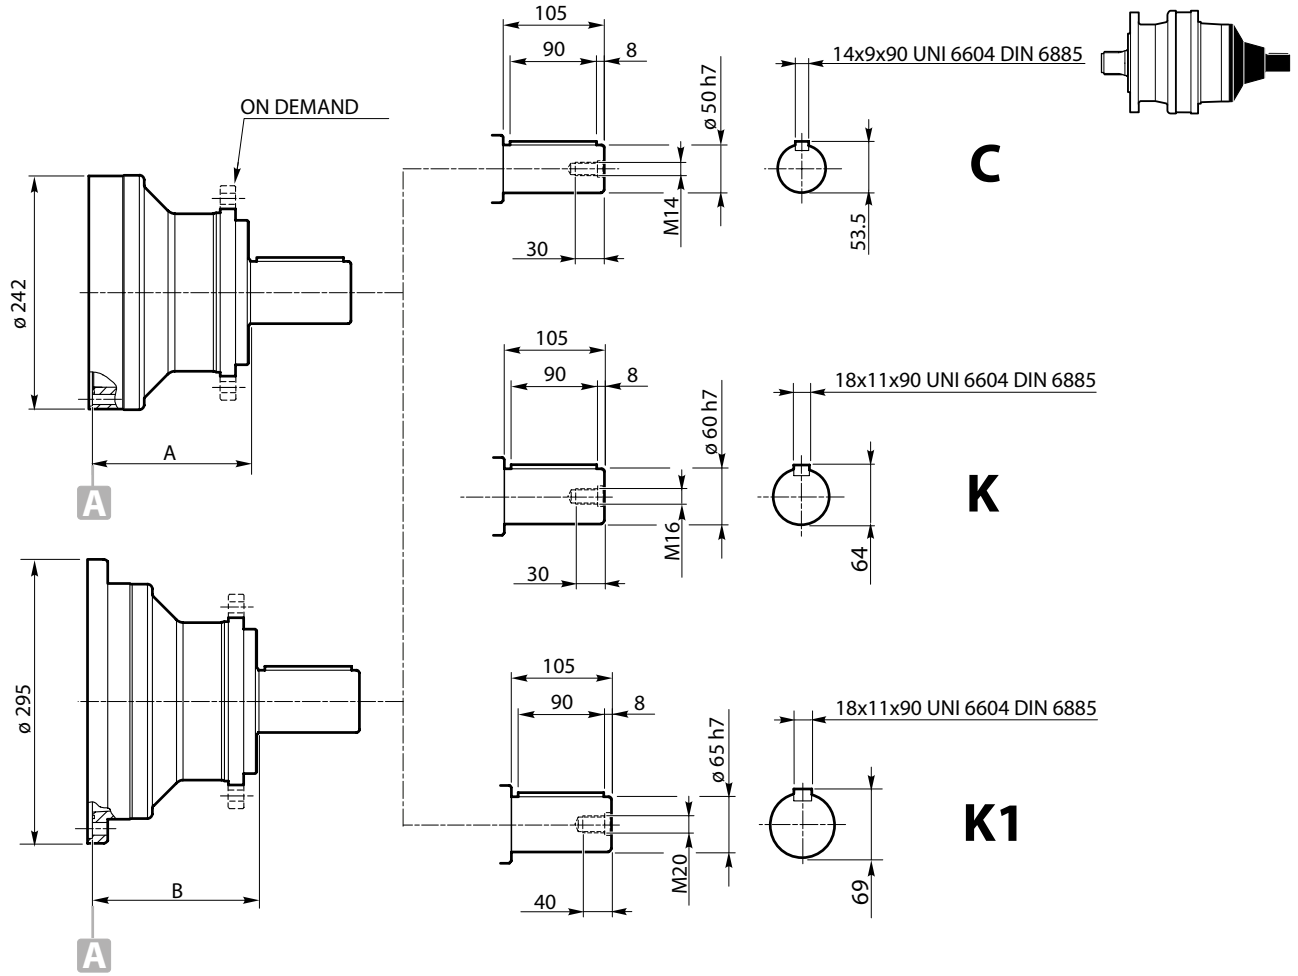 105
90
8
14x9x90 UNI 6604 DIN 6885
ON DEMAND
ø 50 h7
C
M14
53.5
30
ø 242
A
A
105
90
8
18x11x90 UNI 6604 DIN 6885
ø 60 h7
K
M16
64
30
ø 295
B
A
105
90
8
18x11x90 UNI 6604 DIN 6885
ø 65 h7
K1
M20
69
40